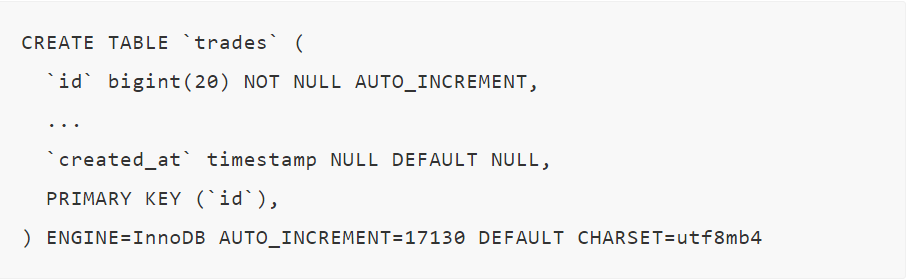 CREATE TABLE `trades` (
`id` bigint(20) NOT NULL AUTO_INCREMENT,
...
`created_at` timestamp NULL DEFAULT NULL,
PRIMARY KEY (`id`),
) ENGINE=InnoDB AUTO_INCREMENT=17130 DEFAULT CHARSET=utf8mb4